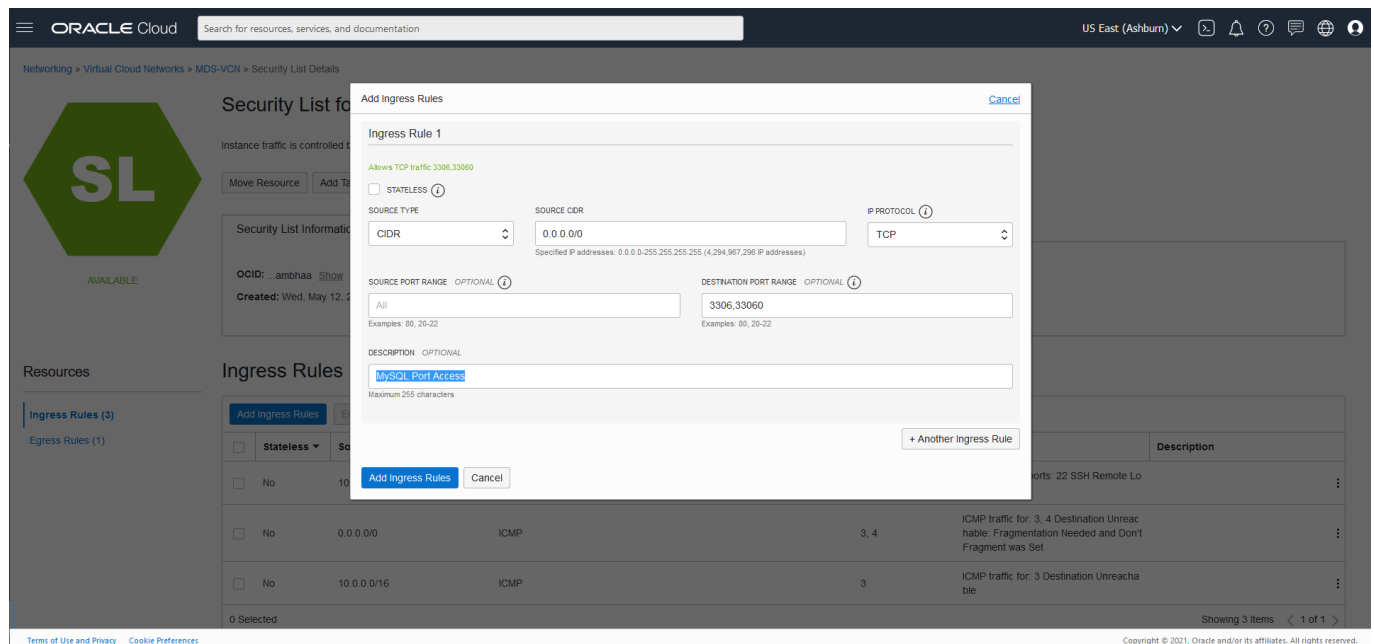 ORACLE Cloud
Search for resources, services, and documentation
US East (Ashburn)
Networking » Virtual Cloud Networks » MDS-VCN » Security List Details
SL
AVAILABLE
Security List fo
Instance traffic is controlled b
Move Resource
Add Ta
Security List Informatic
OCID: ...ambhaa Show
Created: Wed, May 12, 2
Add Ingress Rules
Cancel
Ingress Rule 1
Allows TCP traffic 3306,33060
STATELESS
SOURCE TYPE
SOURCE CIDR
IP PROTOCOL
CIDR
0.0.0.0/0
TCP
Specified IP addresses: 0.0.0.0-255.255.255.255 (4,294,967,296 IP addresses)
SOURCE PORT RANGE OPTIONAL
DESTINATION PORT RANGE OPTIONAL
All
3306,33060
Examples: 80, 20-22
Examples: 80, 20-22
DESCRIPTION OPTIONAL
MySQL Port Access
Maximum 255 characters
+ Another Ingress Rule
Add Ingress Rules
Cancel
Resources
Ingress Rules (3)
Egress Rules (1)
Ingress Rules
Add Ingress Rules
E
Stateless
So
Description
No
10
orts: 22 SSH Remote Lo
No
0.0.0.0/0
ICMP
3, 4
ICMP traffic for: 3, 4 Destination Unreac
hable: Fragmentation Needed and Don't
Fragment was Set
No
10.0.0.0/16
ICMP
3
ICMP traffic for: 3 Destination Unreacha
ble
0 Selected
Showing 3 Items
1 of 1
Terms of Use and Privacy
Cookie Preferences
Copyright © 2021, Oracle and/or its affiliates. All rights reserved.